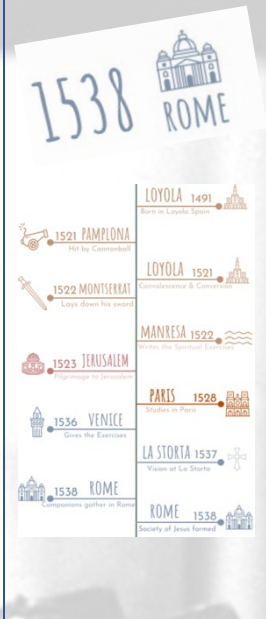 1538
ROME
LOYOLA 1491
Born in Loyola Spain
1521 PAMPLONA
Hit by Cannonball
LOYOLA 1521
Convalescence & Conversion
1522 MONTSERRAT
Lays down his sword
MANRESA 1522
Writes the Spiritual Exercises
1523 JERUSALEM
Pilgrimage to Jerusalem
PARIS 1528
Studies in Paris
1536 VENICE
Gives the Exercises
LA STORTA 1537
Vision at La Storta
1538 ROME
Companions gather in Rome
ROME 1538
Society of Jesus formed